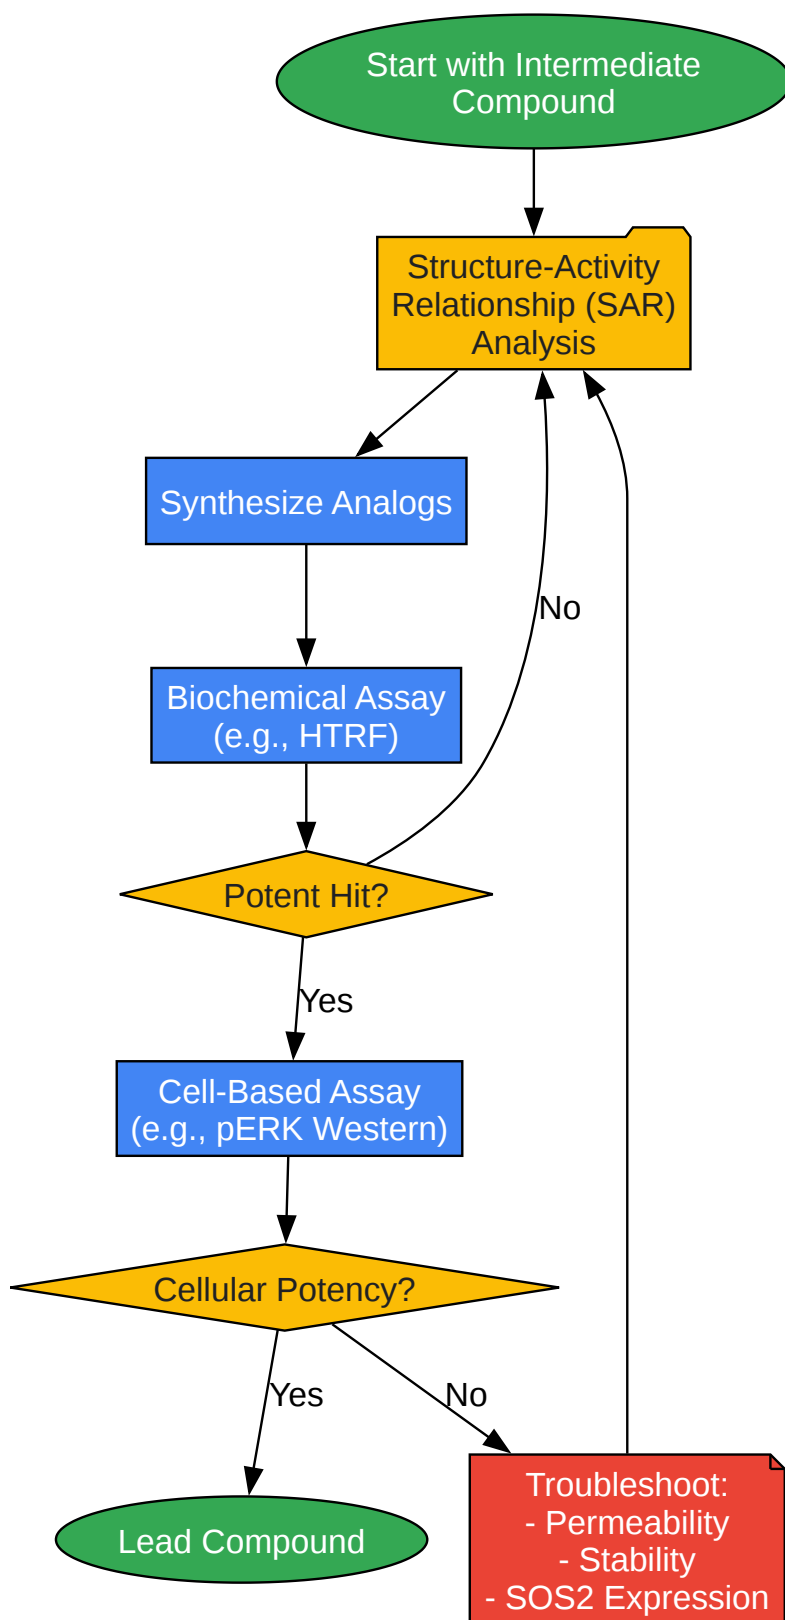 Start with Intermediate
Compound
Structure-Activity
Relationship (SAR)
Analysis
Synthesize Analogs
No
Biochemical Assay
(e.g., HTRF)
Potent Hit?
Yes
Cell-Based Assay
(e.g., pERK Western)
Cellular Potency?
Yes
No
Lead Compound
Troubleshoot:
- Permeability
- Stability
- SOS2 Expression